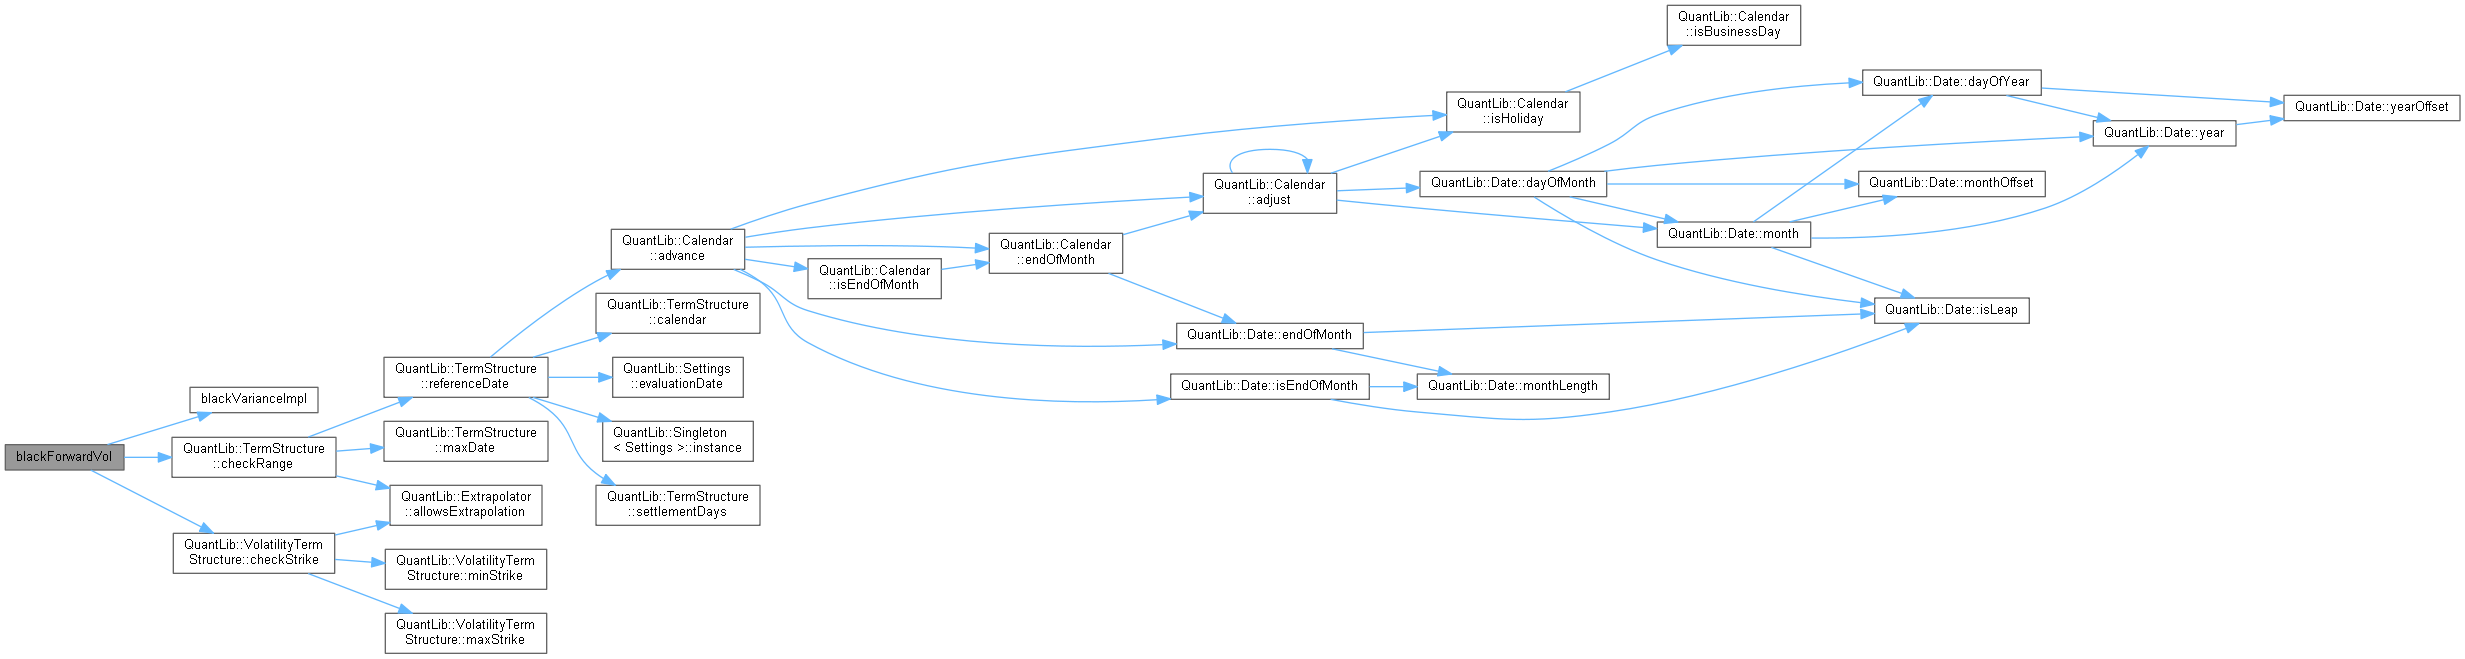 blackForwardVol
blackVarianceImpl
QuantLib::TermStructure
::checkRange
QuantLib::VolatilityTerm
Structure::checkStrike
QuantLib::TermStructure
::referenceDate
QuantLib::TermStructure
::maxDate
QuantLib::Extrapolator
::allowsExtrapolation
QuantLib::VolatilityTerm
Structure::minStrike
QuantLib::VolatilityTerm
Structure::maxStrike
QuantLib::Calendar
::advance
QuantLib::TermStructure
::calendar
QuantLib::Settings
::evaluationDate
QuantLib::Singleton
< Settings >::instance
QuantLib::TermStructure
::settlementDays
QuantLib::Calendar
::isEndOfMonth
QuantLib::Calendar
::endOfMonth
QuantLib::Calendar
::adjust
QuantLib::Date::endOfMonth
QuantLib::Date::isEndOfMonth
QuantLib::Calendar
::isHoliday
QuantLib::Date::dayOfMonth
QuantLib::Date::monthLength
QuantLib::Calendar
::isBusinessDay
QuantLib::Date::month
QuantLib::Date::dayOfYear
QuantLib::Date::monthOffset
QuantLib::Date::isLeap
QuantLib::Date::year
QuantLib::Date::yearOffset